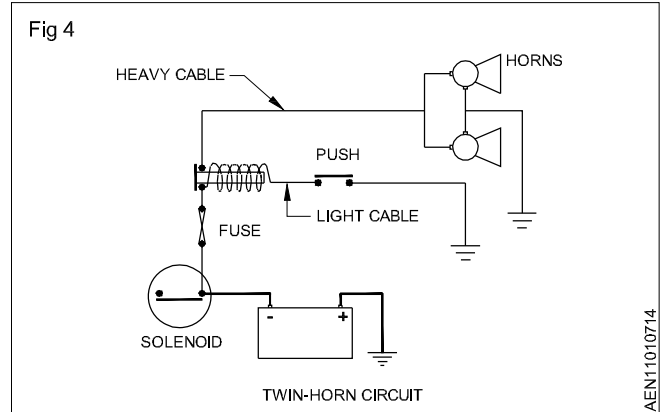 Fig 4
HEAVY CABLE
HORNS
PUSH
LIGHT CABLE
FUSE
SOLENOID
- +
TWIN-HORN CIRCUIT
AEN11010714